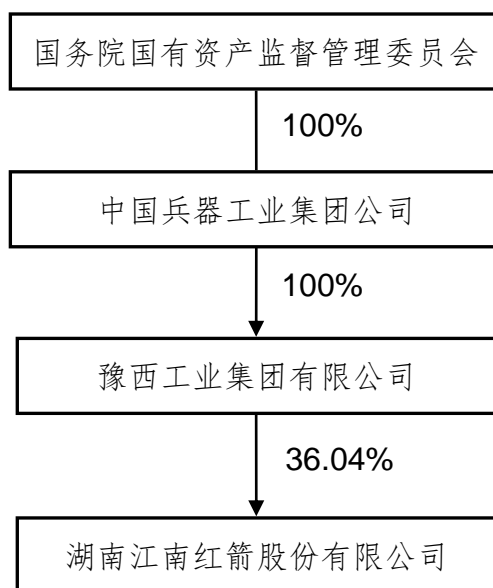 国务院国有资产监督管理委员会
100%
中国兵器工业集团公司
100%
豫西工业集团有限公司
36.04%
湖南江南红箭股份有限公司